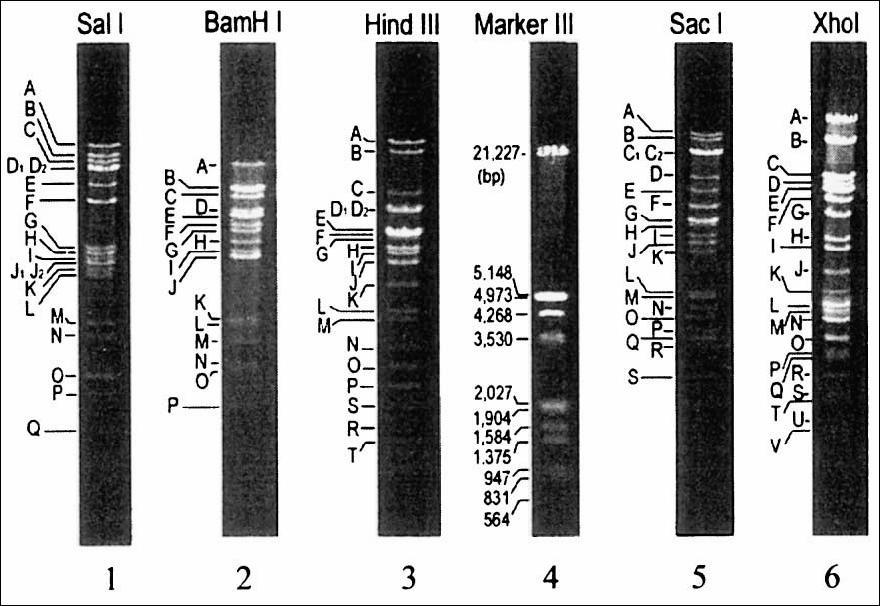 Sal I
BamH I
Hind III
Marker III
Sac I
XhoI
A
B
C
D1 D2
E
F
G
H
I
J1 J2
K
L
M
N
O
P
Q
A
B
C
D
E
F
G
H
I
J
K
L
M
N
O
P
A
B
C
D1 D2
E
F
G
H
I
J
K
L
M
N
O
P
S
R
T
21,227
(bp)
5,148
4,973
4,268
3,530
2,027
1,904
1,584
1.375
947
831
564
A
B
C1 C2
D
E
F
G
H
I
J
K
L
M
N
O
P
Q
R
S
A
B
C
D
E
F
G
H
I
J
K
L
M
N
O
P
R
Q
S
T
U
V
1
2
3
4
5
6